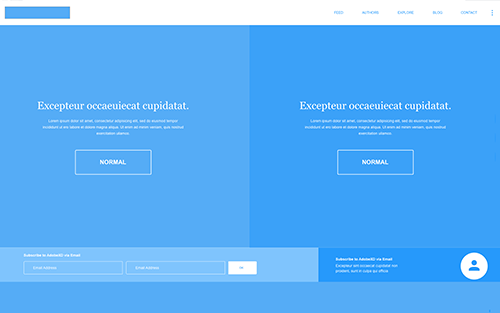 FEED AUTHORS EXPLORE BLOG CONTACT
Excepteur occaeuiecat cupidatat.
Lorem ipsum dolor sit amet, consectetur adipiscing elit, sed do eiusmod tempor
incididunt ut em labore et dolore magna aliqua. Ut enim ad minim veniam, quis nostrud
exercitation ullamco.
NORMAL
Excepteur occaeuiecat cupidatat.
Lorem ipsum dolor sit amet, consectetur adipiscing elit, sed do eiusmod tempor
incididunt ut em labore et dolore magna aliqua. Ut enim ad minim veniam, quis nostrud
exercitation ullamco.
NORMAL
Subscribe to AdobeXD via Email
Email Address
Email Address
OK
Subscribe to AdobeXD via Email
Excepteur sint occaecat cupidatat non
proident, sunt in culpa qui officia